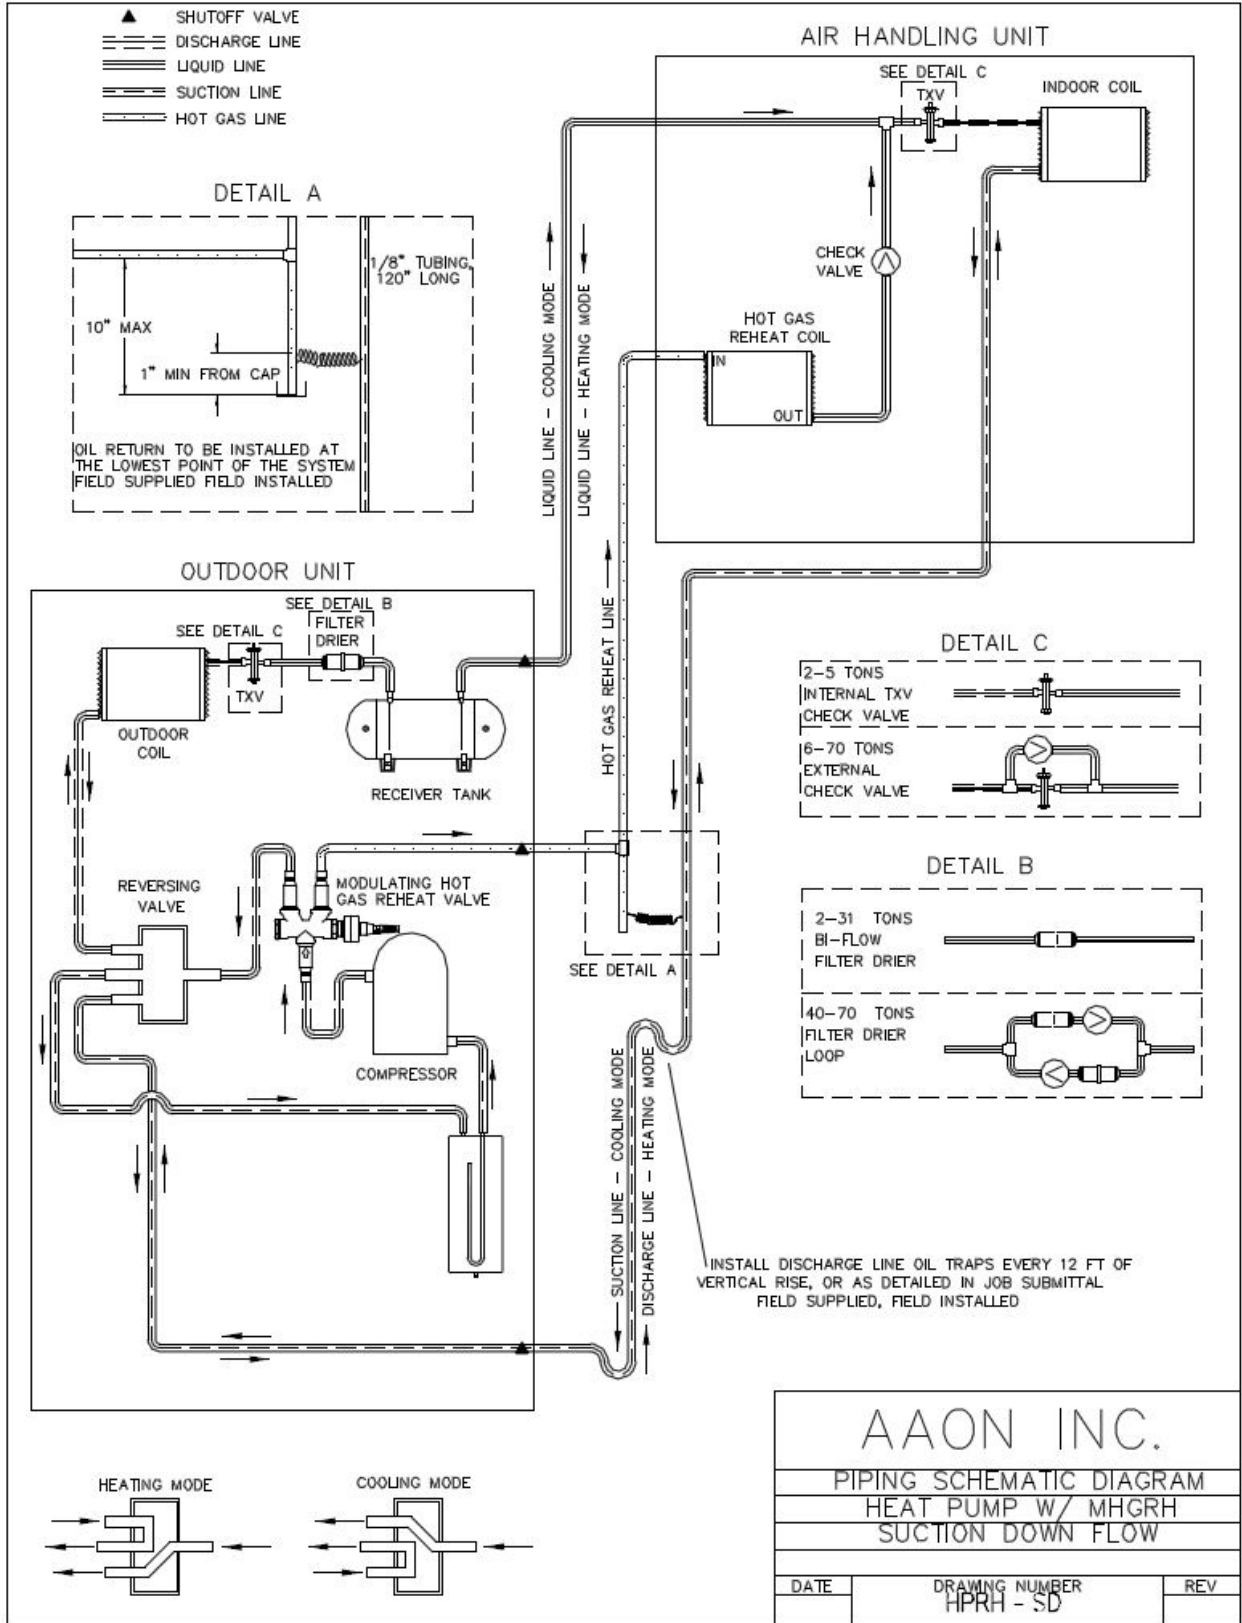 SHUTOFF VALVE
DISCHARGE LINE
LIQUID LINE
SUCTION LINE
HOT GAS LINE
AIR HANDLING UNIT
SEE DETAIL C
TXV
INDOOR COIL
CHECK
VALVE
HOT GAS
REHEAT COIL
IN
OUT
DETAIL A
1/8" TUBING,
120" LONG
10" MAX
1" MIN FROM CAP
OIL RETURN TO BE INSTALLED AT
THE LOWEST POINT OF THE SYSTEM
FIELD SUPPLIED FIELD INSTALLED
LIQUID LINE - COOLING MODE
LIQUID LINE - HEATING MODE
HOT GAS REHEAT LINE
OUTDOOR UNIT
SEE DETAIL B
FILTER
DRIER
SEE DETAIL C
TXV
OUTDOOR
COIL
RECEIVER TANK
REVERSING
VALVE
MODULATING HOT
GAS REHEAT VALVE
COMPRESSOR
SEE DETAIL A
SUCTION LINE - COOLING MODE
DISCHARGE LINE - HEATING MODE
DETAIL C
2-5 TONS
INTERNAL TXV
CHECK VALVE
6-70 TONS
EXTERNAL
CHECK VALVE
DETAIL B
2-31 TONS
BI-FLOW
FILTER DRIER
40-70 TONS
FILTER DRIER
LOOP
INSTALL DISCHARGE LINE OIL TRAPS EVERY 12 FT OF
VERTICAL RISE, OR AS DETAILED IN JOB SUBMITTAL
FIELD SUPPLIED, FIELD INSTALLED
HEATING MODE
COOLING MODE
AAON INC.
PIPING SCHEMATIC DIAGRAM
HEAT PUMP W/ MHGRH
SUCTION DOWN FLOW
DATE
DRAWING NUMBER
HPRH - SD
REV